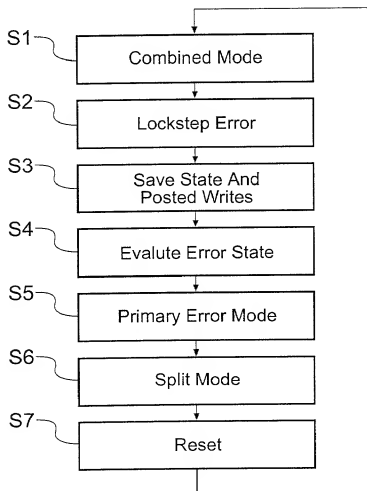 S1
Combined Mode
S2
Lockstep Error
S3
Save State And
Posted Writes
S4
Evalute Error State
S5
Primary Error Mode
S6
Split Mode
S7
Reset